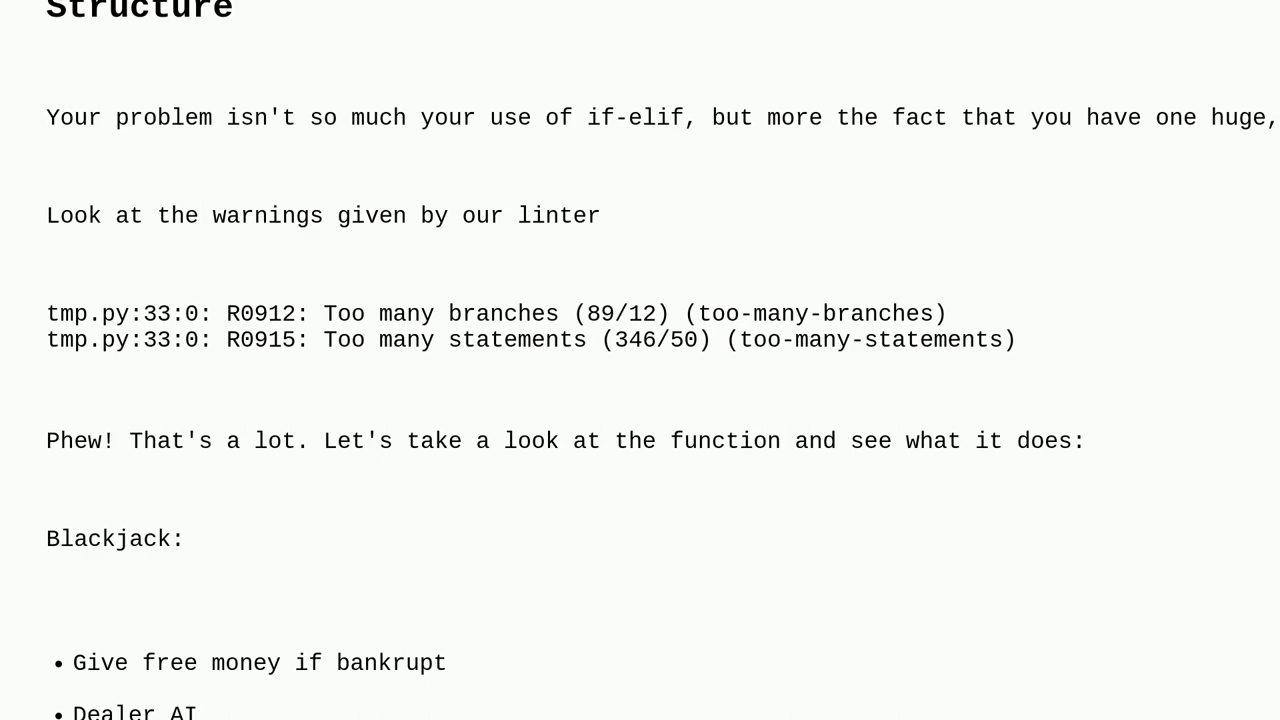 Structure
Your problem isn't so much your use of if-elif, but more the fact that you have one huge,
Look at the warnings given by our linter
tmp.py:33:0: R0912: Too many branches (89/12) (too-many-branches)
tmp.py:33:0: R0915: Too many statements (346/50) (too-many-statements)
Phew! That's a lot. Let's take a look at the function and see what it does:
Blackjack:
• Give free money if bankrupt
• Dealer AI